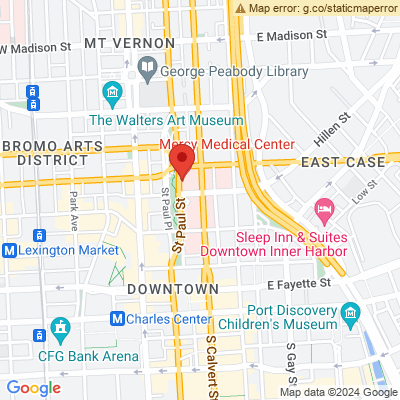 Map error: g.co/staticmaperror
W Madison St
E Madison St
MT VERNON
George Peabody Library
The Walters Art Museum
Hillen St
BROMO ARTS
DISTRICT
Mercy Medical Center
EAST CASE
Low St
Park Ave
St Paul Pl
St Paul St
Lexington Market
Sleep Inn & Suites
Downtown Inner Harbor
DOWNTOWN
E Fayette St
Charles Center
Port Discovery
Children's Museum
CFG Bank Arena
S Calvert St
S Gay St
Google
Map data ©2024 Google